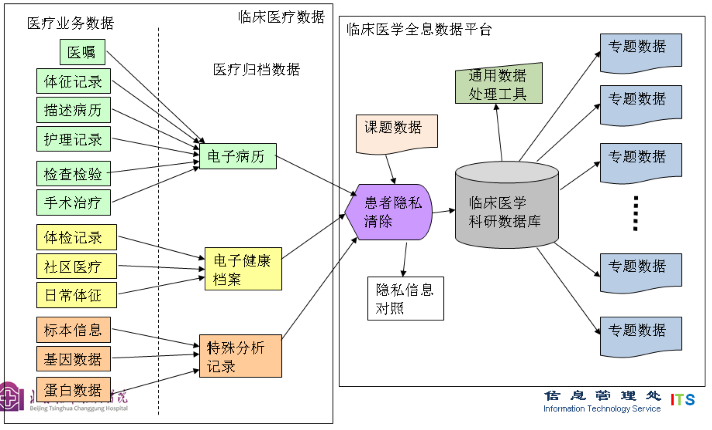 临床医疗数据
医疗业务数据
医疗归档数据
医嘱
体征记录
描述病历
护理记录
检查检验
手术治疗
电子病历
体检记录
社区医疗
日常体征
电子健康
档案
标本信息
基因数据
蛋白数据
特殊分析
记录
临床医学全息数据平台
课题数据
患者隐私
清除
隐私信息
对照
通用数据
处理工具
临床医学
科研数据库
专题数据
专题数据
专题数据
专题数据
专题数据
Beijing Tsinghua Changgung Hospital
信息管理处
ITS
Information Technology Service